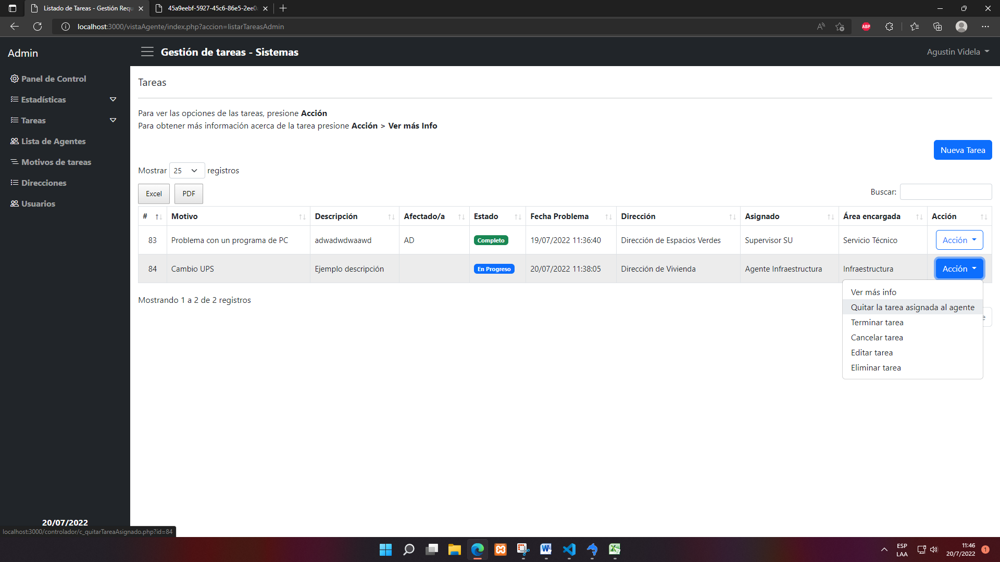 Listado de Tareas - Gestión Requ
45a9eebf-5927-45c6-86e5-2ee0
localhost:3000/vistaAgente/index.php?accion=listarTareasAdmin
ABP
Admin
Gestión de tareas - Sistemas
Agustin Videla
Panel de Control
Estadísticas
Tareas
Lista de Agentes
Motivos de tareas
Direcciones
Usuarios
Tareas
Para ver las opciones de las tareas, presione Acción
Para obtener más información acerca de la tarea presione Acción > Ver más Info
Nueva Tarea
Mostrar 25 registros
Excel PDF
Buscar:
# Motivo Descripción Afectado/a Estado Fecha Problema Dirección Asignado Área encargada Acción
83 Problema con un programa de PC adwadwdwaawd AD Completo 19/07/2022 11:36:40 Dirección de Espacios Verdes Supervisor SU Servicio Técnico Acción
84 Cambio UPS Ejemplo descripción En Progreso 20/07/2022 11:38:05 Dirección de Vivienda Agente Infraestructura Infraestructura Acción
Mostrando 1 a 2 de 2 registros
Ver más info
Quitar la tarea asignada al agente
Terminar tarea
Cancelar tarea
Editar tarea
Eliminar tarea
20/07/2022
localhost:3000/controlador/c_quitarTareaAsignado.php?id=84
ESP
LAA
11:46
20/7/2022
1